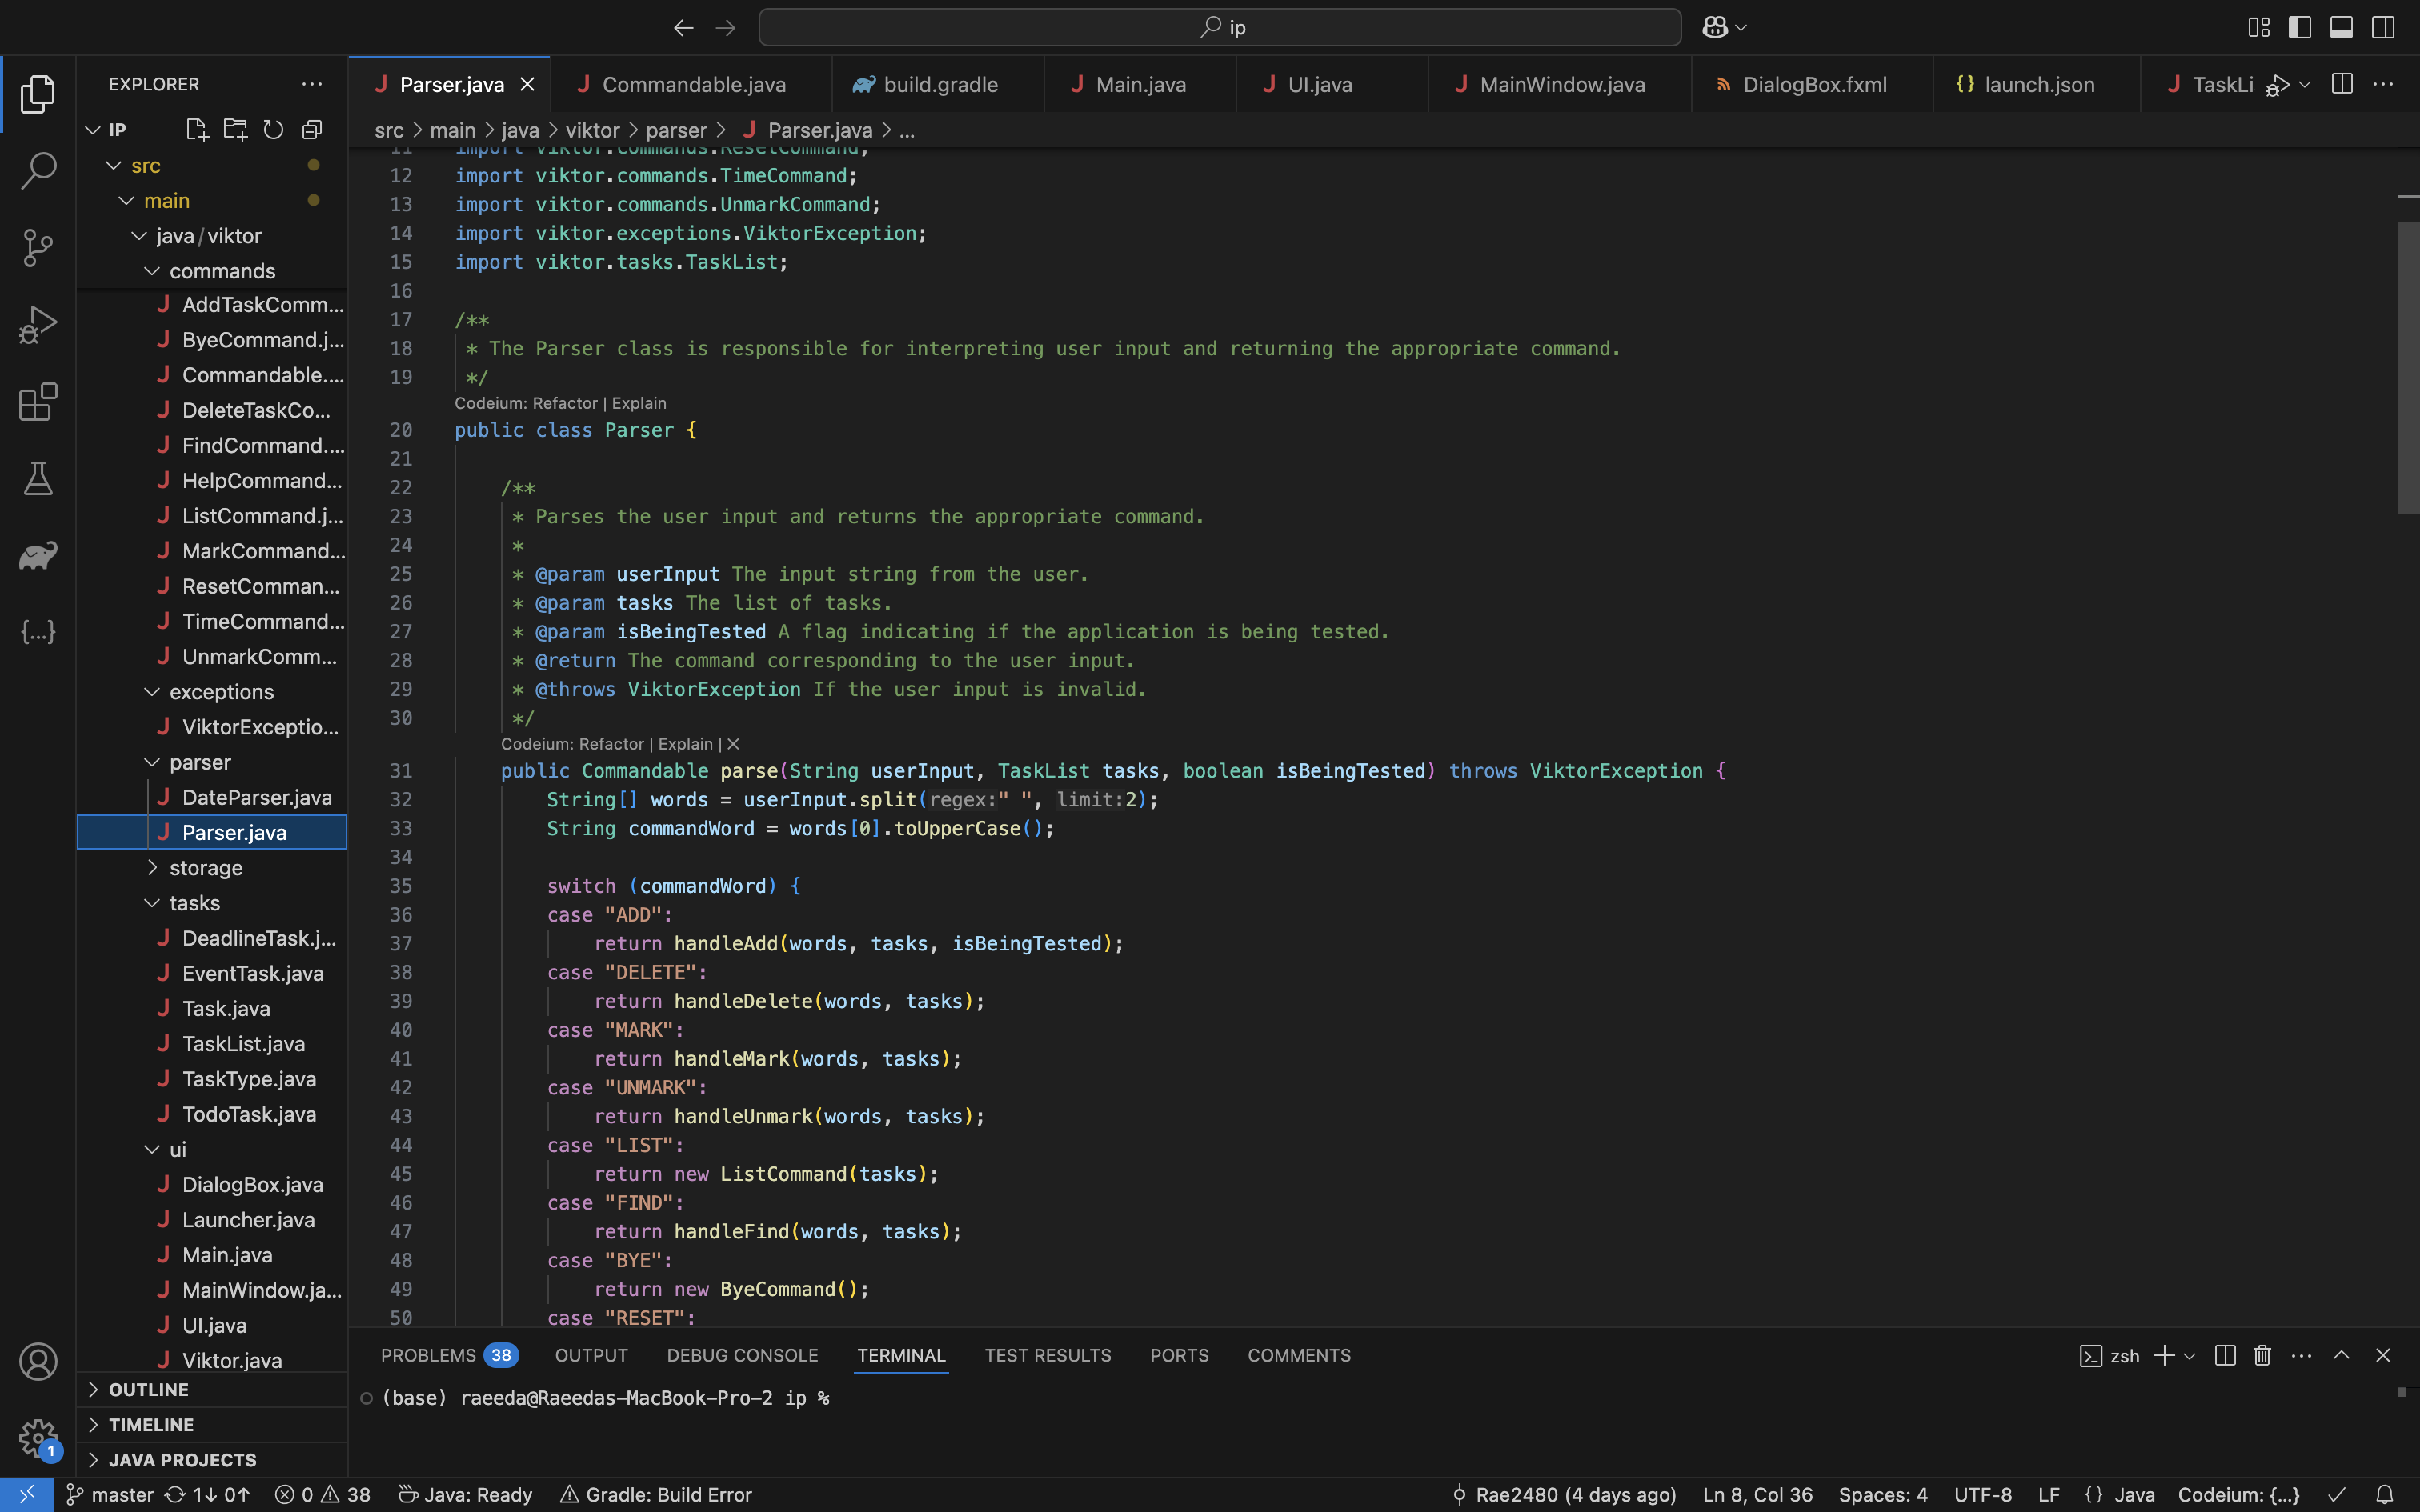 ip
EXPLORER
IP
src
main
java/viktor
commands
AddTaskComm...
ByeCommand.j...
Commandable....
DeleteTaskCo...
FindCommand....
HelpCommand...
ListCommand.j...
MarkCommand...
ResetComman...
TimeCommand...
UnmarkComm...
exceptions
ViktorExceptio...
parser
DateParser.java
Parser.java
storage
tasks
DeadlineTask.j...
EventTask.java
Task.java
TaskList.java
TaskType.java
TodoTask.java
ui
DialogBox.java
Launcher.java
Main.java
MainWindow.ja...
UI.java
Viktor.java
OUTLINE
TIMELINE
JAVA PROJECTS
Parser.java Commandable.java build.gradle Main.java UI.java MainWindow.java DialogBox.fxml launch.json TaskLi
src > main > java > viktor > parser > Parser.java > ...
11 import viktor.commands.ResetCommand;
12 import viktor.commands.TimeCommand;
13 import viktor.commands.UnmarkCommand;
14 import viktor.exceptions.ViktorException;
15 import viktor.tasks.TaskList;
16
17 /**
18 * The Parser class is responsible for interpreting user input and returning the appropriate command.
19 */
Codeium: Refactor | Explain
20 public class Parser {
21
22 /**
23 * Parses the user input and returns the appropriate command.
24 *
25 * @param userInput The input string from the user.
26 * @param tasks The list of tasks.
27 * @param isBeingTested A flag indicating if the application is being tested.
28 * @return The command corresponding to the user input.
29 * @throws ViktorException If the user input is invalid.
30 */
Codeium: Refactor | Explain | ×
31 public Commandable parse(String userInput, TaskList tasks, boolean isBeingTested) throws ViktorException {
32 String[] words = userInput.split(regex:" ", limit:2);
33 String commandWord = words[0].toUpperCase();
34
35 switch (commandWord) {
36 case "ADD":
37 return handleAdd(words, tasks, isBeingTested);
38 case "DELETE":
39 return handleDelete(words, tasks);
40 case "MARK":
41 return handleMark(words, tasks);
42 case "UNMARK":
43 return handleUnmark(words, tasks);
44 case "LIST":
45 return new ListCommand(tasks);
46 case "FIND":
47 return handleFind(words, tasks);
48 case "BYE":
49 return new ByeCommand();
50 case "RESET":
PROBLEMS 38 OUTPUT DEBUG CONSOLE TERMINAL TEST RESULTS PORTS COMMENTS zsh
(base) raeeda@Raeedas-MacBook-Pro-2 ip %
1
master 1↓ 0↑ 0 38 Java: Ready Gradle: Build Error Rae2480 (4 days ago) Ln 8, Col 36 Spaces: 4 UTF-8 LF {} Java Codeium: {...}